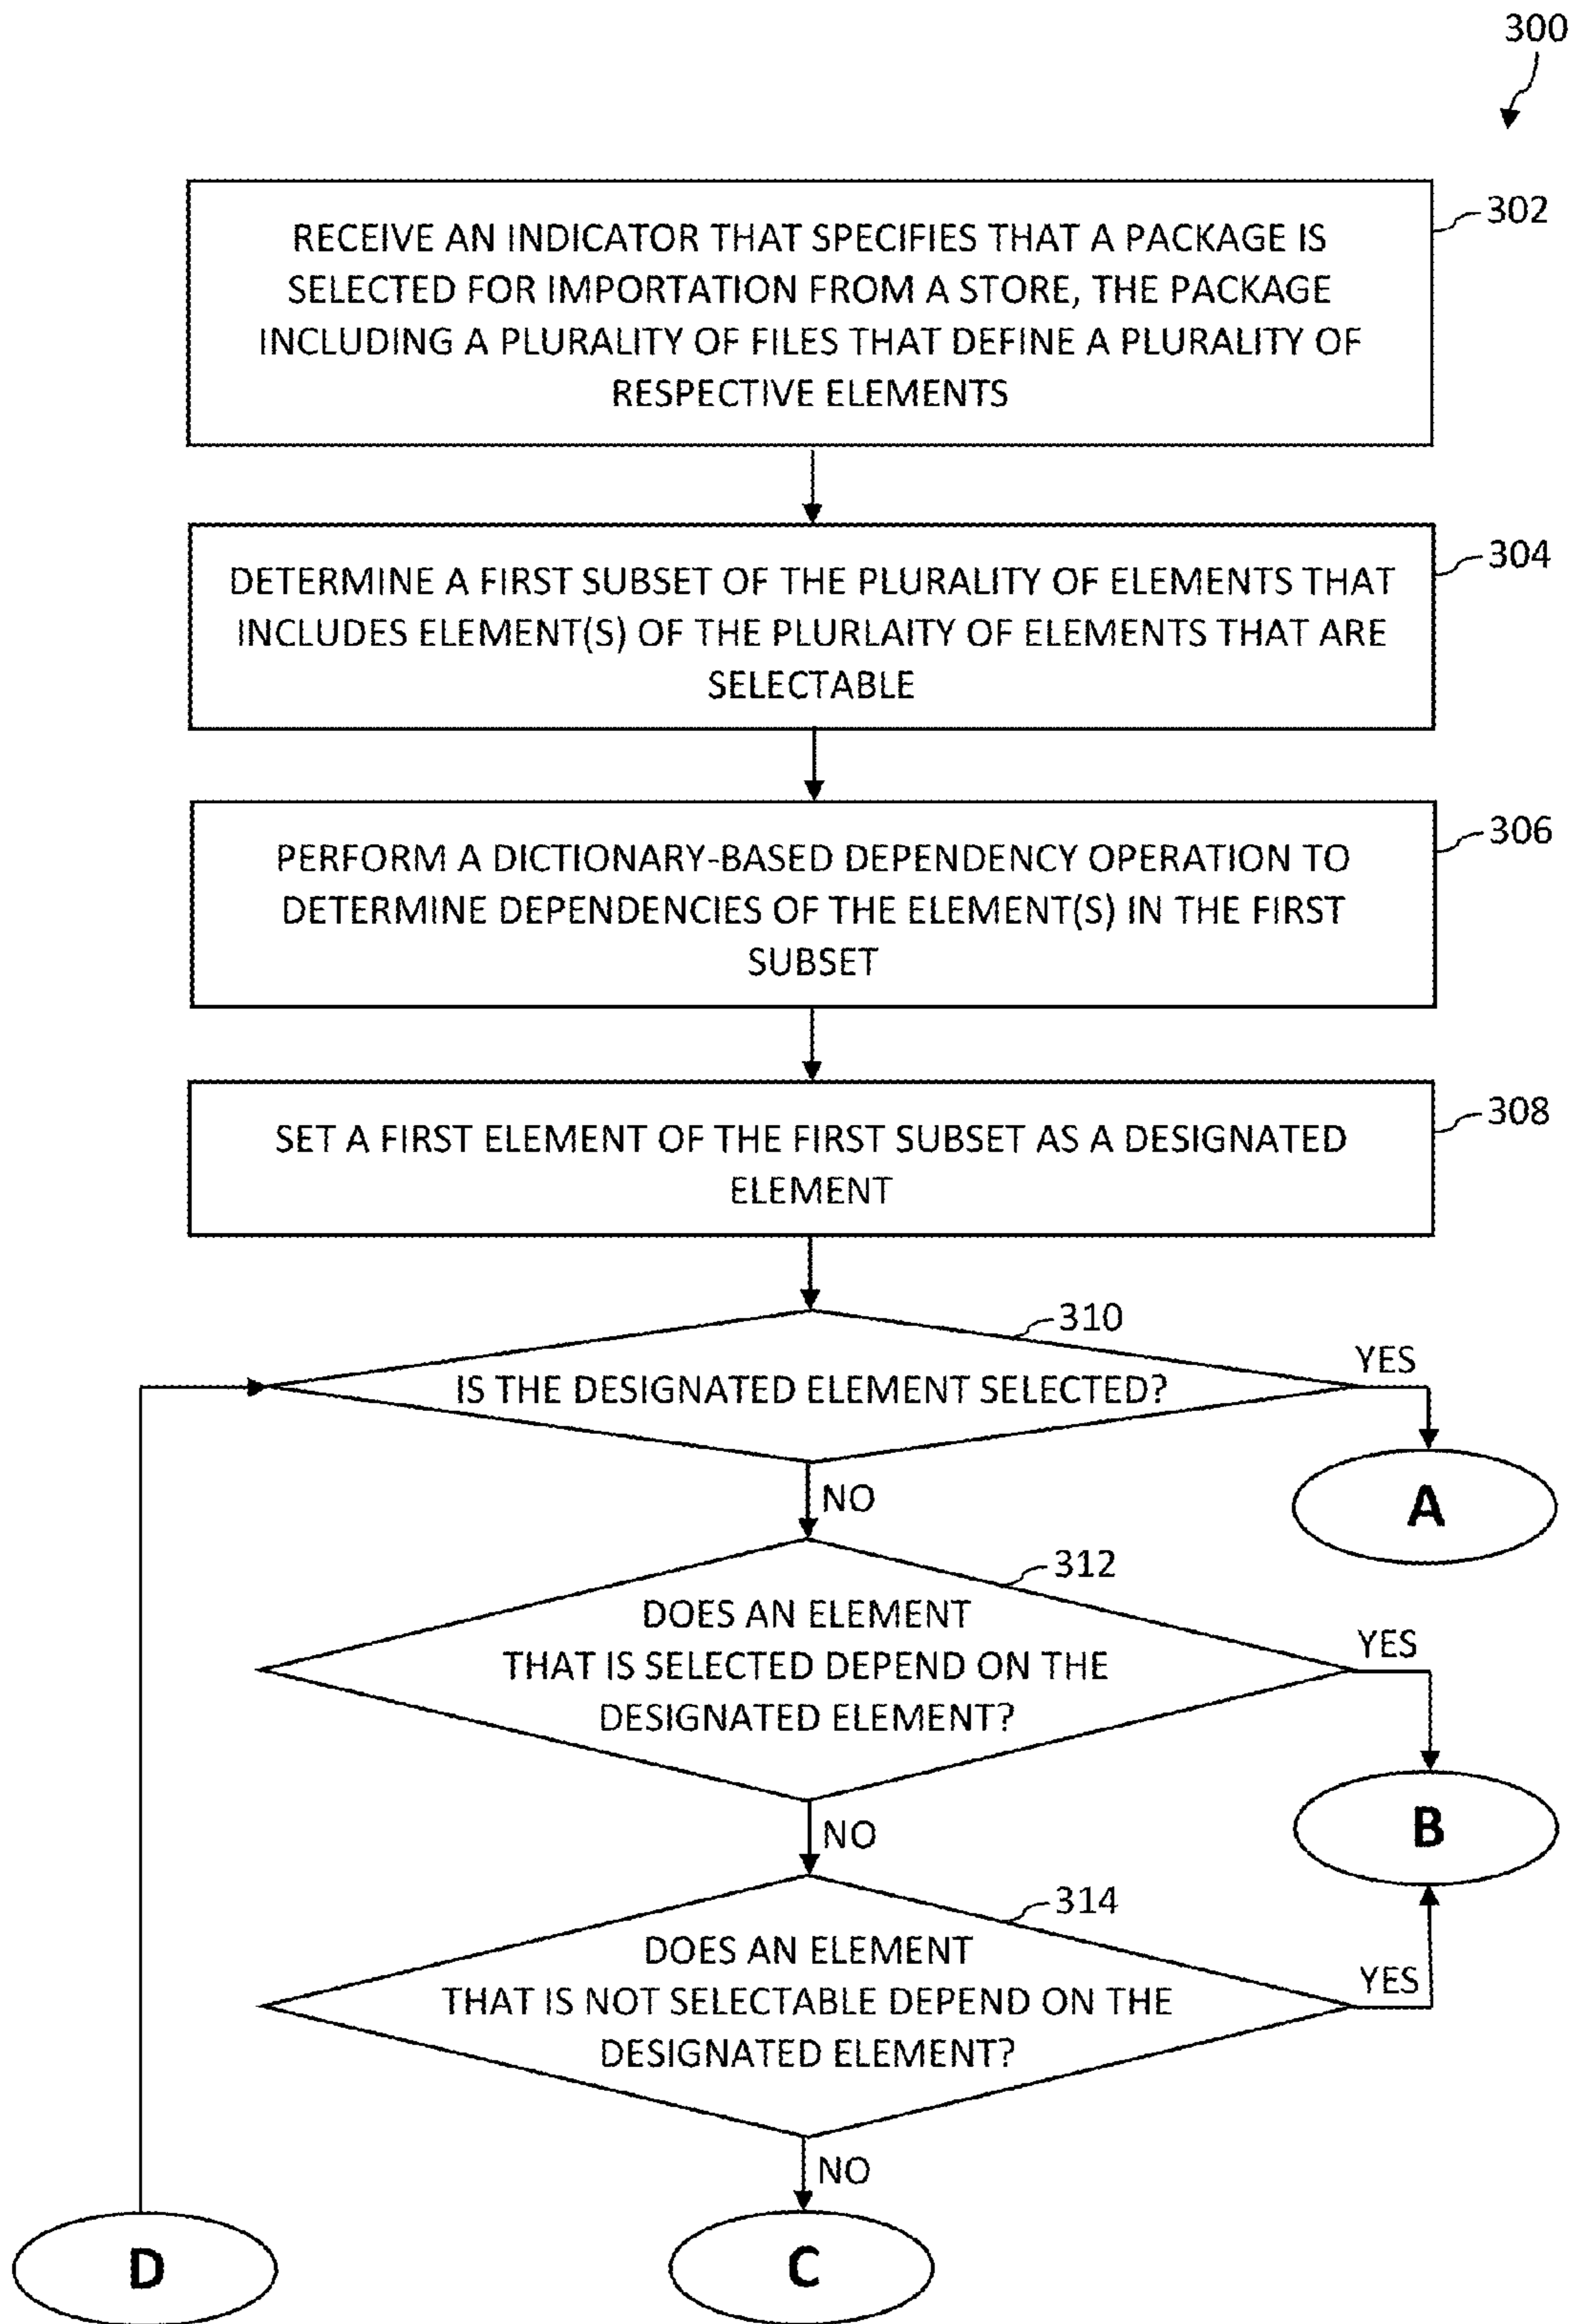 300
RECEIVE AN INDICATOR THAT SPECIFIES THAT A PACKAGE IS
SELECTED FOR IMPORTATION FROM A STORE, THE PACKAGE
INCLUDING A PLURALITY OF FILES THAT DEFINE A PLURALITY OF
RESPECTIVE ELEMENTS
302
DETERMINE A FIRST SUBSET OF THE PLURALITY OF ELEMENTS THAT
INCLUDES ELEMENT(S) OF THE PLURLAITY OF ELEMENTS THAT ARE
SELECTABLE
304
PERFORM A DICTIONARY-BASED DEPENDENCY OPERATION TO
DETERMINE DEPENDENCIES OF THE ELEMENT(S) IN THE FIRST
SUBSET
306
SET A FIRST ELEMENT OF THE FIRST SUBSET AS A DESIGNATED
ELEMENT
308
310
IS THE DESIGNATED ELEMENT SELECTED?
YES
A
NO
312
DOES AN ELEMENT
THAT IS SELECTED DEPEND ON THE
DESIGNATED ELEMENT?
YES
B
NO
314
DOES AN ELEMENT
THAT IS NOT SELECTABLE DEPEND ON THE
DESIGNATED ELEMENT?
YES
NO
D
C